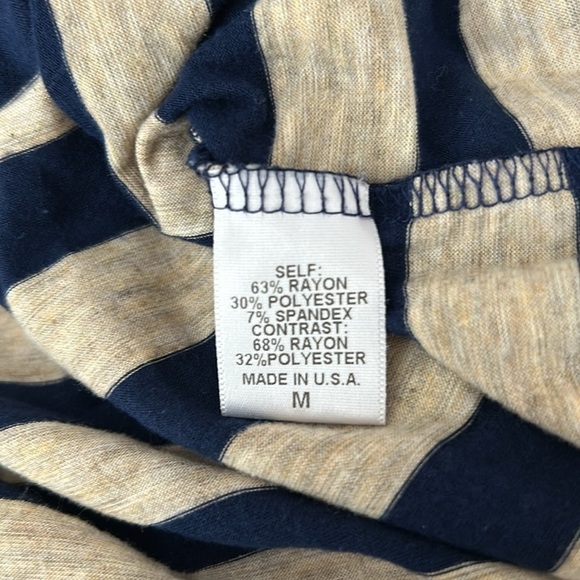 SELF:
63% RAYON
30% POLYESTER
7% SPANDEX
CONTRAST:
68% RAYON
32%POLYESTER
MADE IN U.S.A.
M